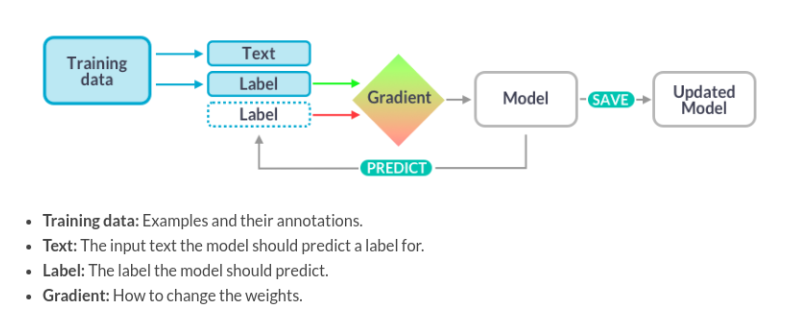 Training
data
Text
Label
Label
Gradient
Model
SAVE
Updated
Model
PREDICT
• Training data: Examples and their annotations.
• Text: The input text the model should predict a label for.
• Label: The label the model should predict.
• Gradient: How to change the weights.